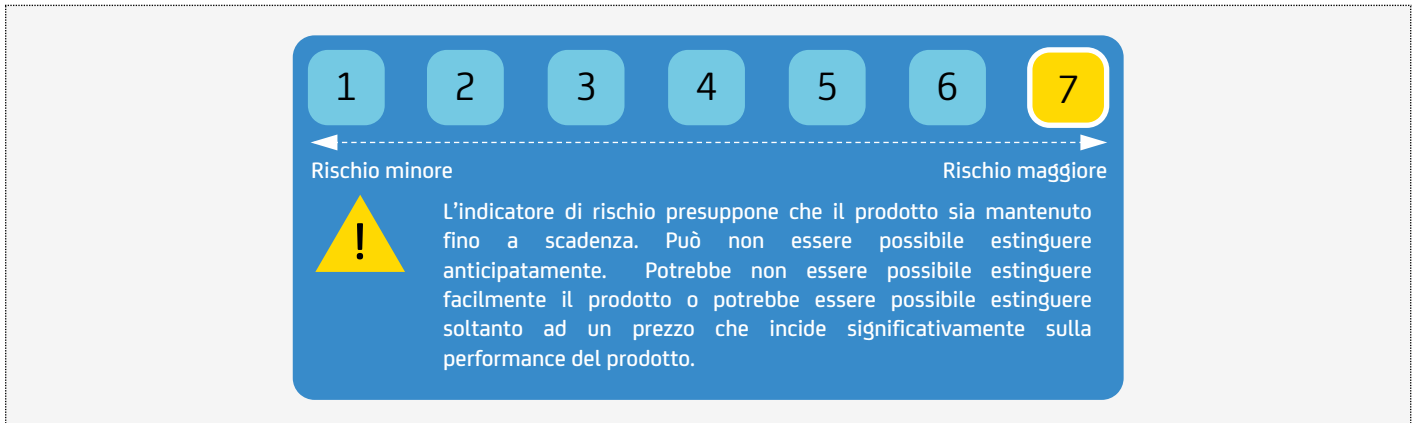 1 2 3 4 5 6 7
Rischio minore Rischio maggiore
!
L’indicatore di rischio presuppone che il prodotto sia mantenuto
fino a scadenza. Può non essere possibile estinguere
anticipatamente. Potrebbe non essere possibile estinguere
facilmente il prodotto o potrebbe essere possibile estinguere
soltanto ad un prezzo che incide significativamente sulla
performance del prodotto.